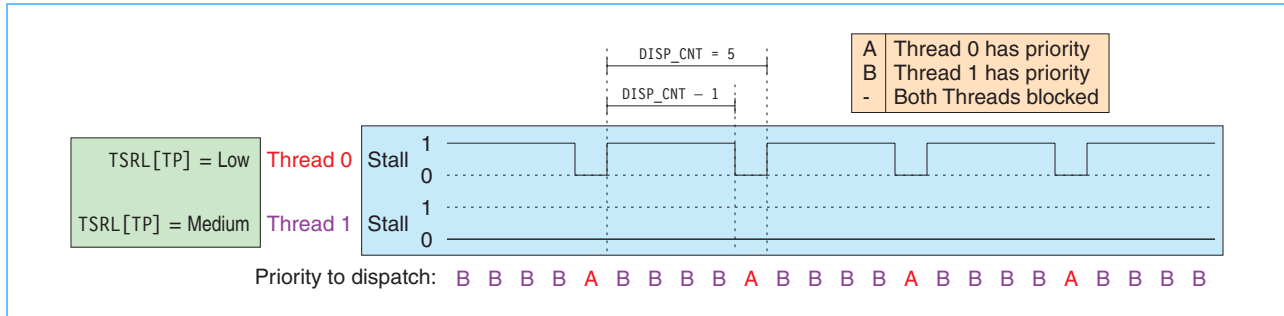 DISP_CNT = 5
DISP_CNT – 1
A Thread 0 has priority
B Thread 1 has priority
- Both Threads blocked
TSRL[TP] = Low Thread 0 Stall 1
0
TSRL[TP] = Medium Thread 1 Stall 1
0
Priority to dispatch: B B B B A B B B B A B B B B A B B B B A B B B B